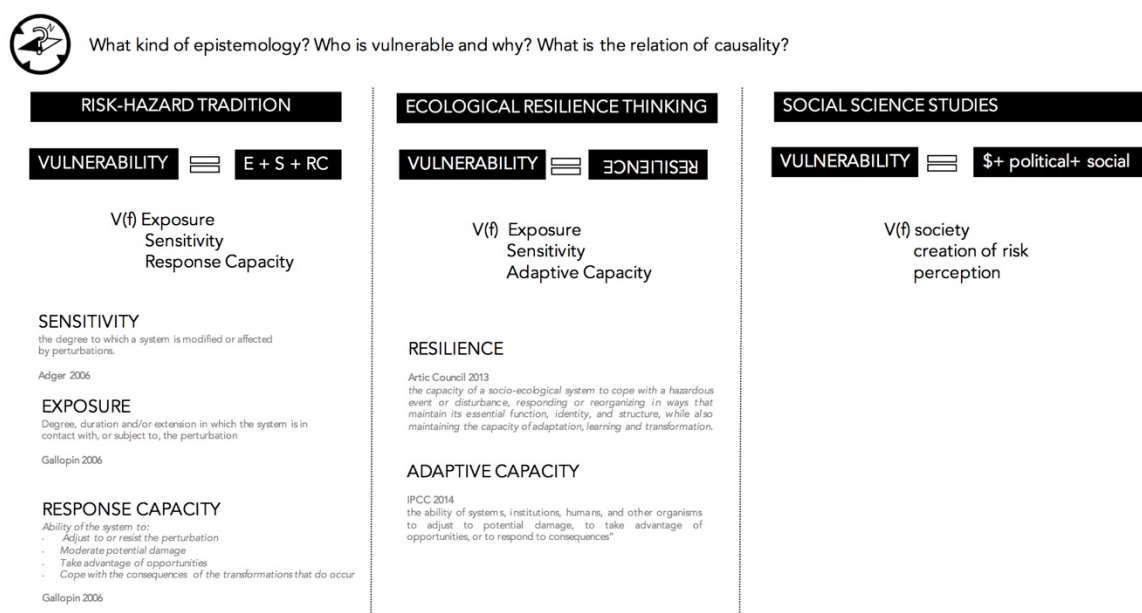 N
What kind of epistemology? Who is vulnerable and why? What is the relation of causality?
RISK-HAZARD TRADITION
VULNERABILITY
E + S + RC
V(f) Exposure
Sensitivity
Response Capacity
SENSITIVITY
the degree to which a system is modified or affected
by perturbations.
Adger 2006
EXPOSURE
Degree, duration and/or extension in which the system is in
contact with, or subject to, the perturbation
Gallopin 2006
RESPONSE CAPACITY
Ability of the system to:
- Adjust to or resist the perturbation
- Moderate potential damage
- Take advantage of opportunities
- Cope with the consequences of the transformations that do occur
Gallopin 2006
ECOLOGICAL RESILIENCE THINKING
VULNERABILITY
RESILIENCE
V(f) Exposure
Sensitivity
Adaptive Capacity
RESILIENCE
Artic Council 2013
the capacity of a socio-ecological system to cope with a hazardous
event or disturbance, responding or reorganizing in ways that
maintain its essential function, identity, and structure, while also
maintaining the capacity of adaptation, learning and transformation.
ADAPTIVE CAPACITY
IPCC 2014
the ability of systems, institutions, humans, and other organisms
to adjust to potential damage, to take advantage of
opportunities, or to respond to consequences”
SOCIAL SCIENCE STUDIES
VULNERABILITY
$+ political+ social
V(f) society
creation of risk
perception